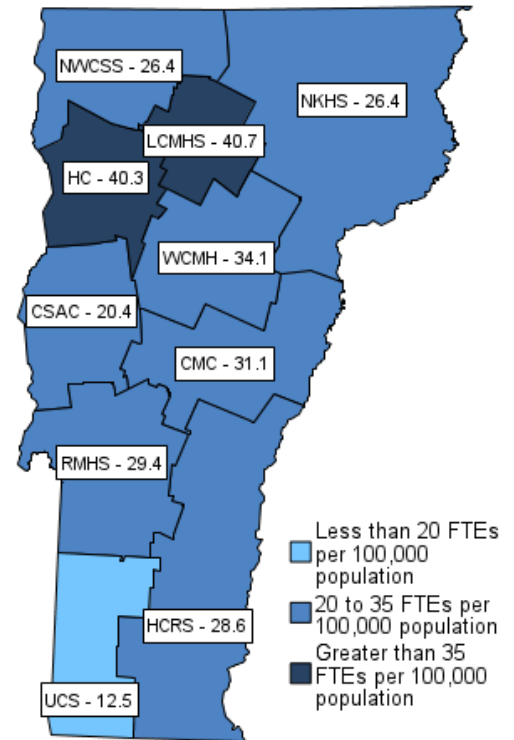 NWCSS - 26.4
NKHS - 26.4
LCMHS - 40.7
HC - 40.3
WCMH - 34.1
CSAC - 20.4
CMC - 31.1
RMHS - 29.4
HCRS - 28.6
UCS - 12.5
Less than 20 FTEs
per 100,000
population
20 to 35 FTEs per
100,000 population
Greater than 35
FTEs per 100,000
population